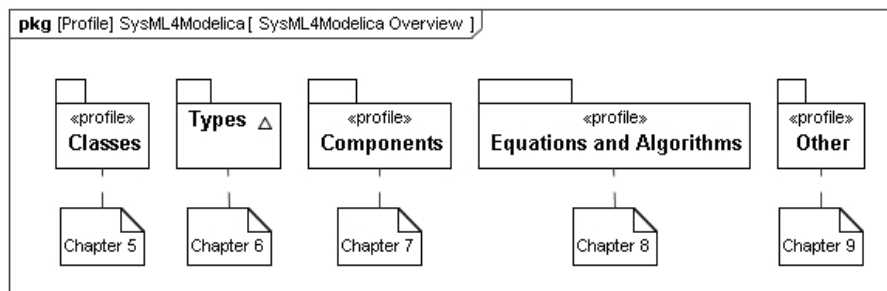 pkg [Profile] SysML4Modelica [ SysML4Modelica Overview ]
«profile»
Classes
Types
«profile»
Components
«profile»
Equations and Algorithms
«profile»
Other
Chapter 5
Chapter 6
Chapter 7
Chapter 8
Chapter 9